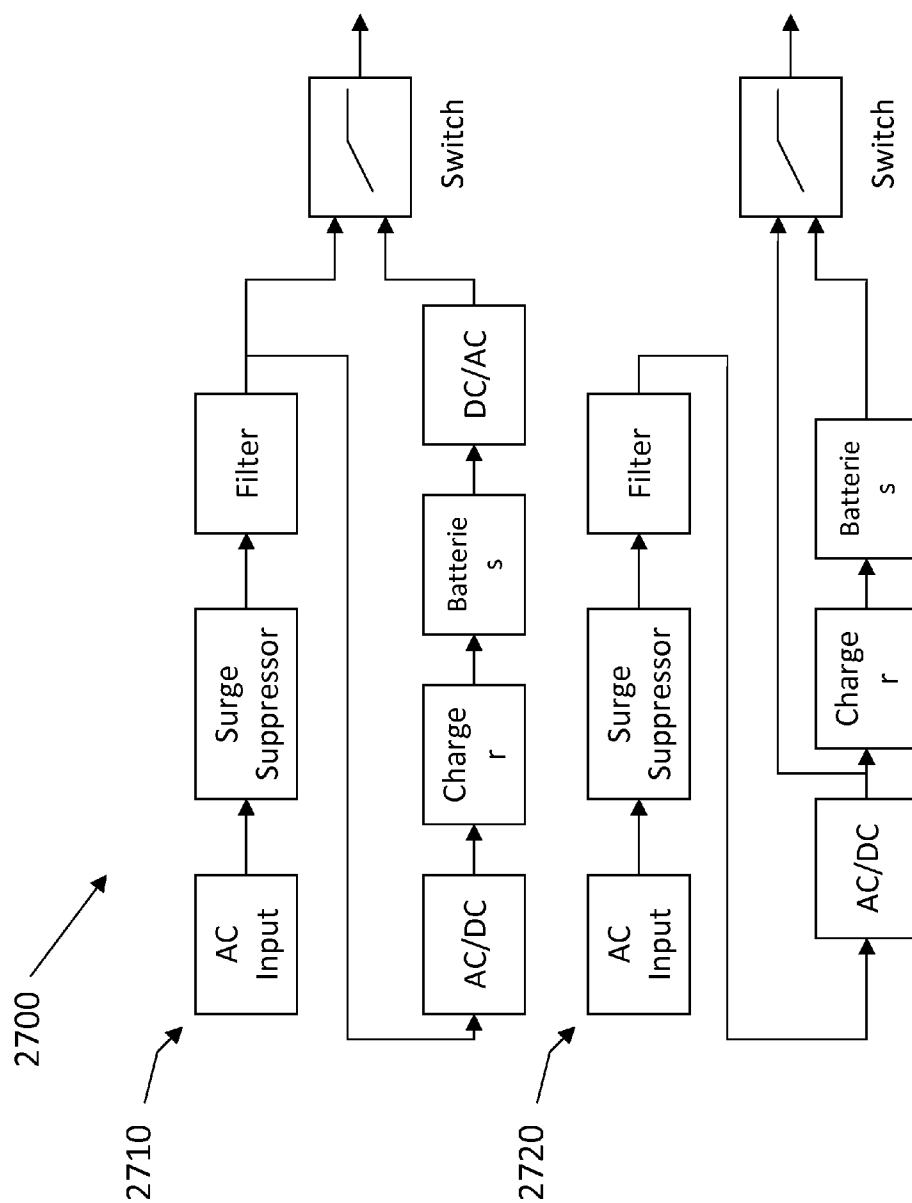 2700
2710
AC
Input
Surge
Suppressor
Filter
AC/DC
Charge
r
Batterie
s
DC/AC
Switch
2720
AC
Input
Surge
Suppressor
Filter
AC/DC
Charge
r
Batterie
s
Switch